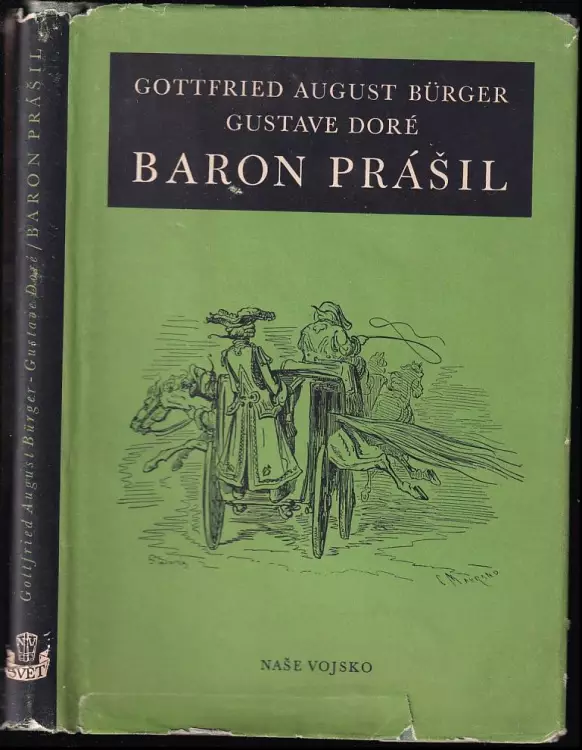 GOTTFRIED AUGUST BÜRGER
GUSTAVE DORÉ
BARON PRÁŠIL
NAŠE VOJSKO
Gottfried August Bürger - Gustave Doré / BARON PRÁŠIL
SVĚT